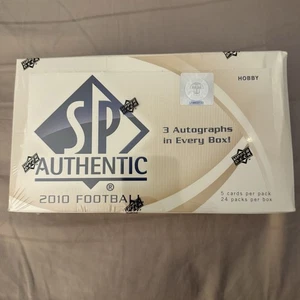 HOBBY
SP
AUTHENTIC
®
2010 FOOTBALL
3 Autographs
in Every Box!
5 cards per pack
24 packs per box